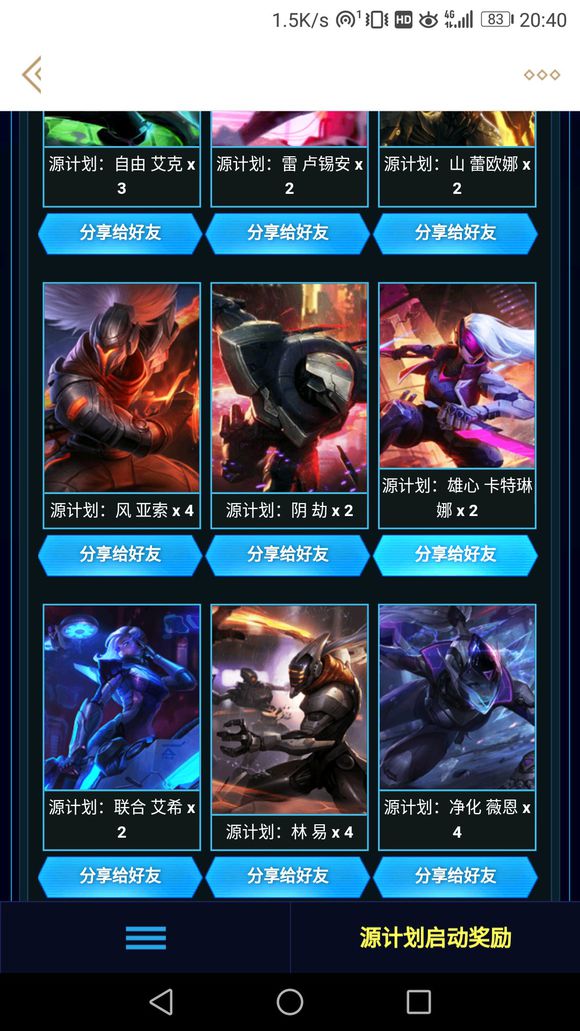 1.5K/s 1 HD 4G 83 20:40
源计划：自由 艾克 x
3
源计划：雷 卢锡安 x
2
源计划：山 蕾欧娜 x
2
分享给好友
分享给好友
分享给好友
源计划：风 亚索 x 4
源计划：阴 劫 x 2
源计划：雄心 卡特琳
娜 x 2
分享给好友
分享给好友
分享给好友
源计划：联合 艾希 x
2
源计划：林 易 x 4
源计划：净化 薇恩 x
4
分享给好友
分享给好友
分享给好友
源计划启动奖励